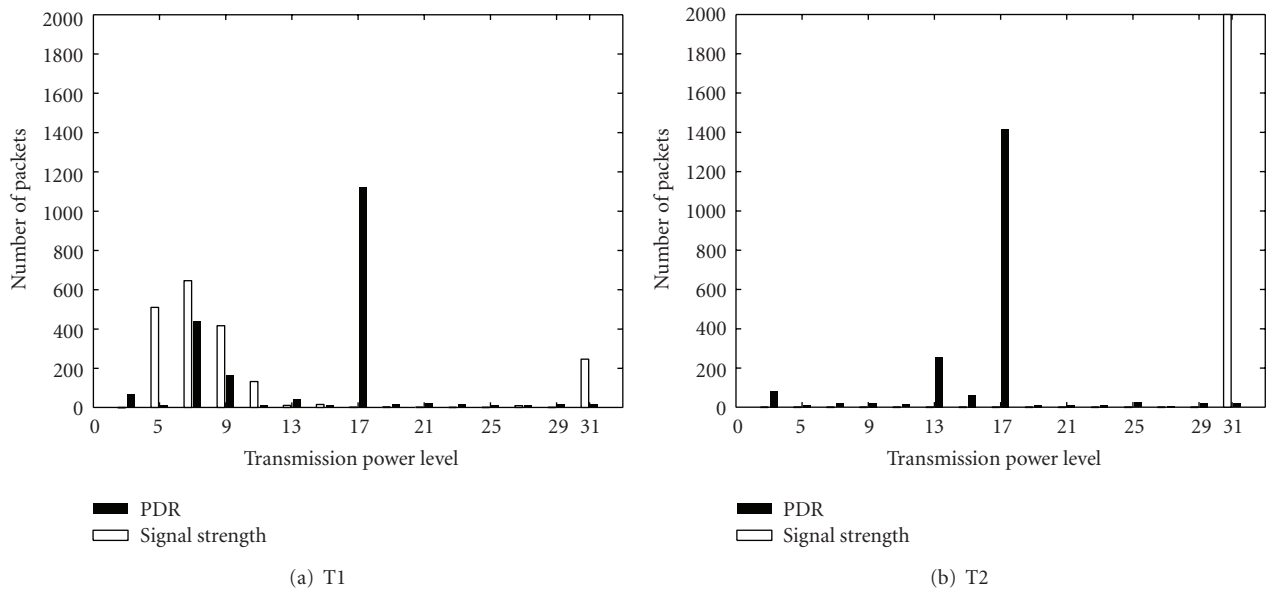 2000
1800
1600
1400
1200
1000
800
600
400
200
0
Number of packets
0 5 9 13 17 21 25 29 31
Transmission power level
PDR
Signal strength
(a) T1
2000
1800
1600
1400
1200
1000
800
600
400
200
0
Number of packets
0 5 9 13 17 21 25 29 31
Transmission power level
PDR
Signal strength
(b) T2